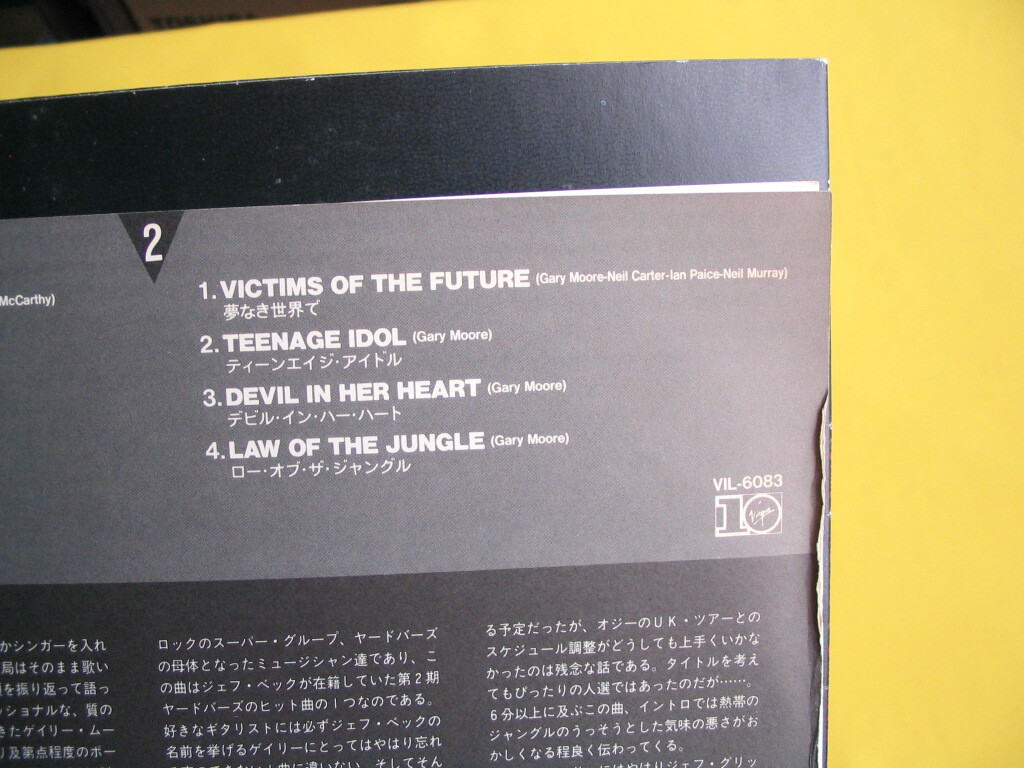 TOSHIBA
2
McCarthy)
1. VICTIMS OF THE FUTURE (Gary Moore-Neil Carter-Ian Paice-Neil Murray)
夢なき世界で
2. TEENAGE IDOL (Gary Moore)
ティーンエイジ・アイドル
3. DEVIL IN HER HEART (Gary Moore)
デビル・イン・ハー・ハート
4. LAW OF THE JUNGLE (Gary Moore)
ロー・オブ・ザ・ジャングル
VIL-6083
10
Virgin
かシンガーを入れ
局はそのまま歌い
を振り返って語っ
ショナルな、質の
きたゲイリー・ムー
り及第点程度のボー
ロックのスーパー・グループ、ヤードバーズ
の母体となったミュージシャン達であり、こ
の曲はジェフ・ベックが在籍していた第2期
ヤードバーズのヒット曲の1つなのである。
好きなギタリストには必ずジェフ・ベックの
名前を挙げるゲイリーにとってはやはり忘れ
る予定だったが、オジーのUK・ツアーとの
スケジュール調整がどうしても上手くいかな
かったのは残念な話である。タイトルを考え
てもぴったりの人選ではあったのだが……。
6分以上に及ぶこの曲、イントロでは熱帯の
ジャングルのうっそうとした気味の悪さがお
かしくなる程良く伝わってくる。